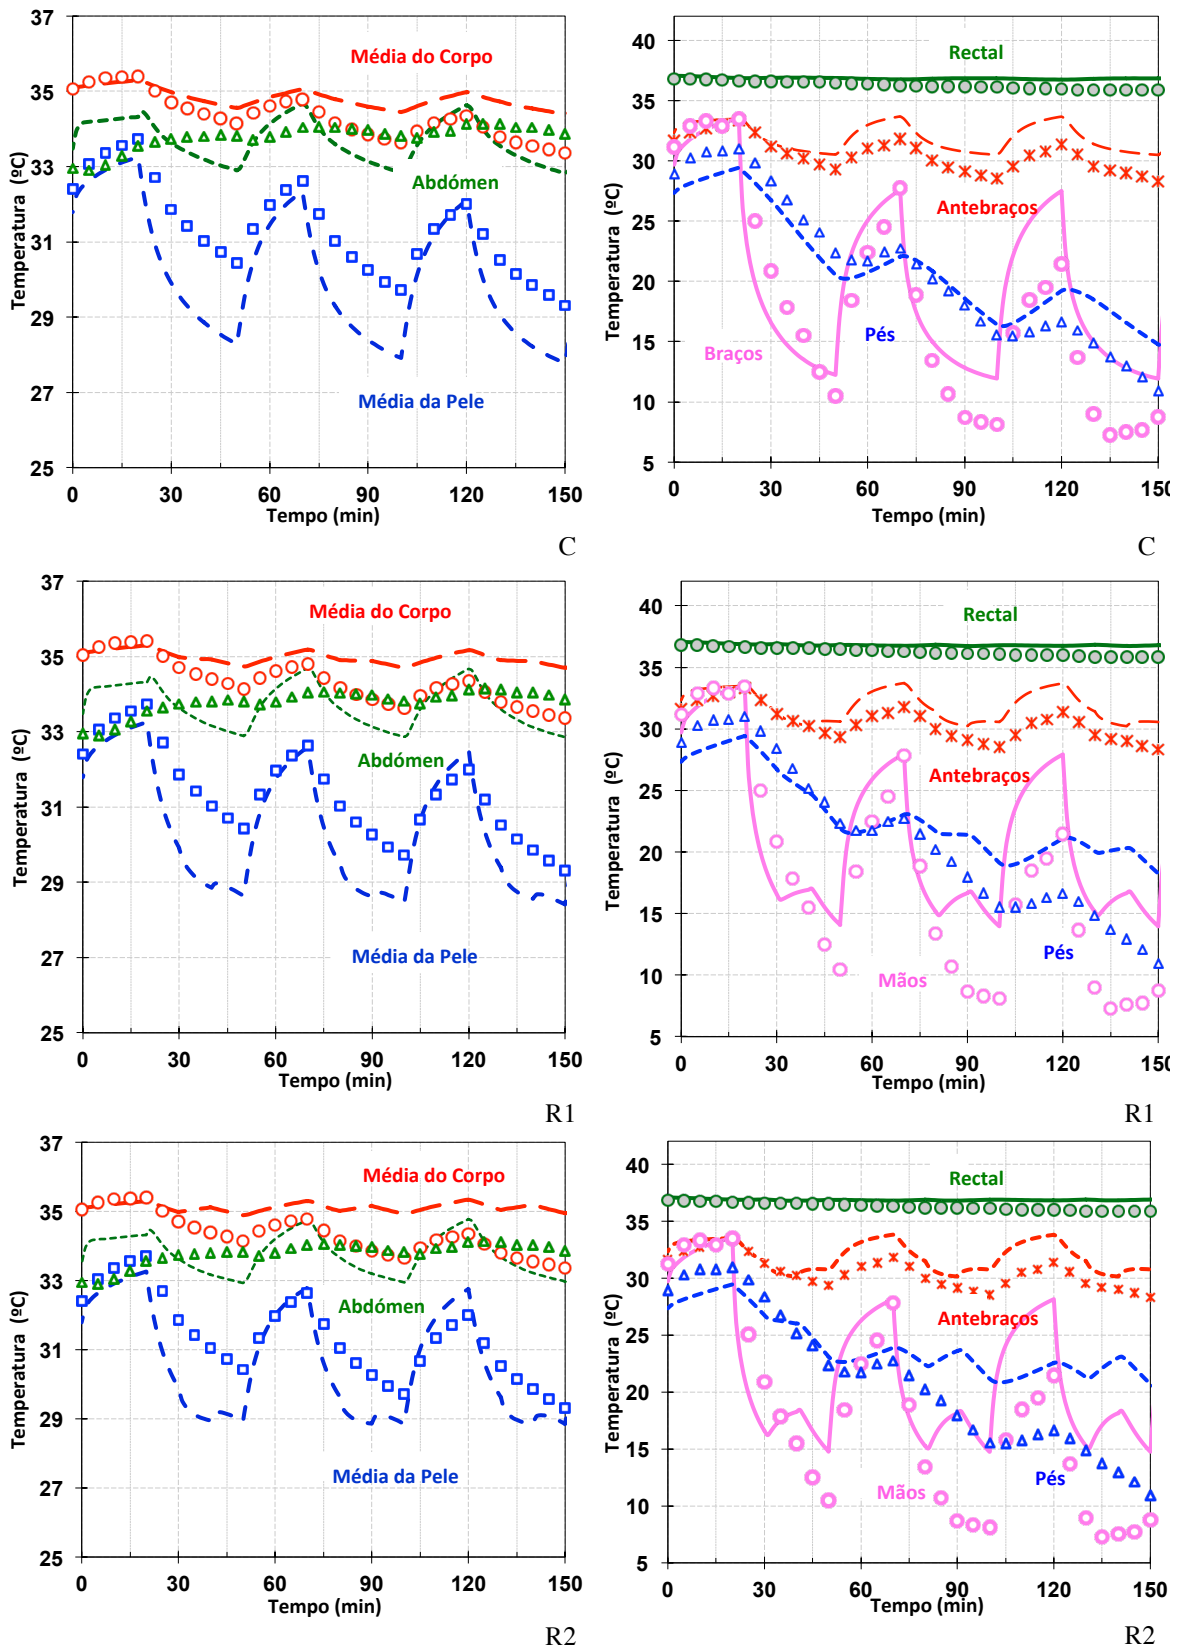 37
35
33
31
29
27
25
Temperatura (ºC)
Média do Corpo
Abdómen
Média da Pele
0 30 60 90 120 150
Tempo (min)
C
40
35
30
25
20
15
10
5
Temperatura (ºC)
Rectal
Antebraços
Pés
Braços
0 30 60 90 120 150
Tempo (min)
C
37
35
33
31
29
27
25
Temperatura (ºC)
Média do Corpo
Abdómen
Média da Pele
0 30 60 90 120 150
Tempo (min)
R1
40
35
30
25
20
15
10
5
Temperatura (ºC)
Rectal
Antebraços
Pés
Mãos
0 30 60 90 120 150
Tempo (min)
R1
37
35
33
31
29
27
25
Temperatura (ºC)
Média do Corpo
Abdómen
Média da Pele
0 30 60 90 120 150
Tempo (min)
R2
40
35
30
25
20
15
10
5
Temperatura (ºC)
Rectal
Antebraços
Pés
Mãos
0 30 60 90 120 150
Tempo (min)
R2